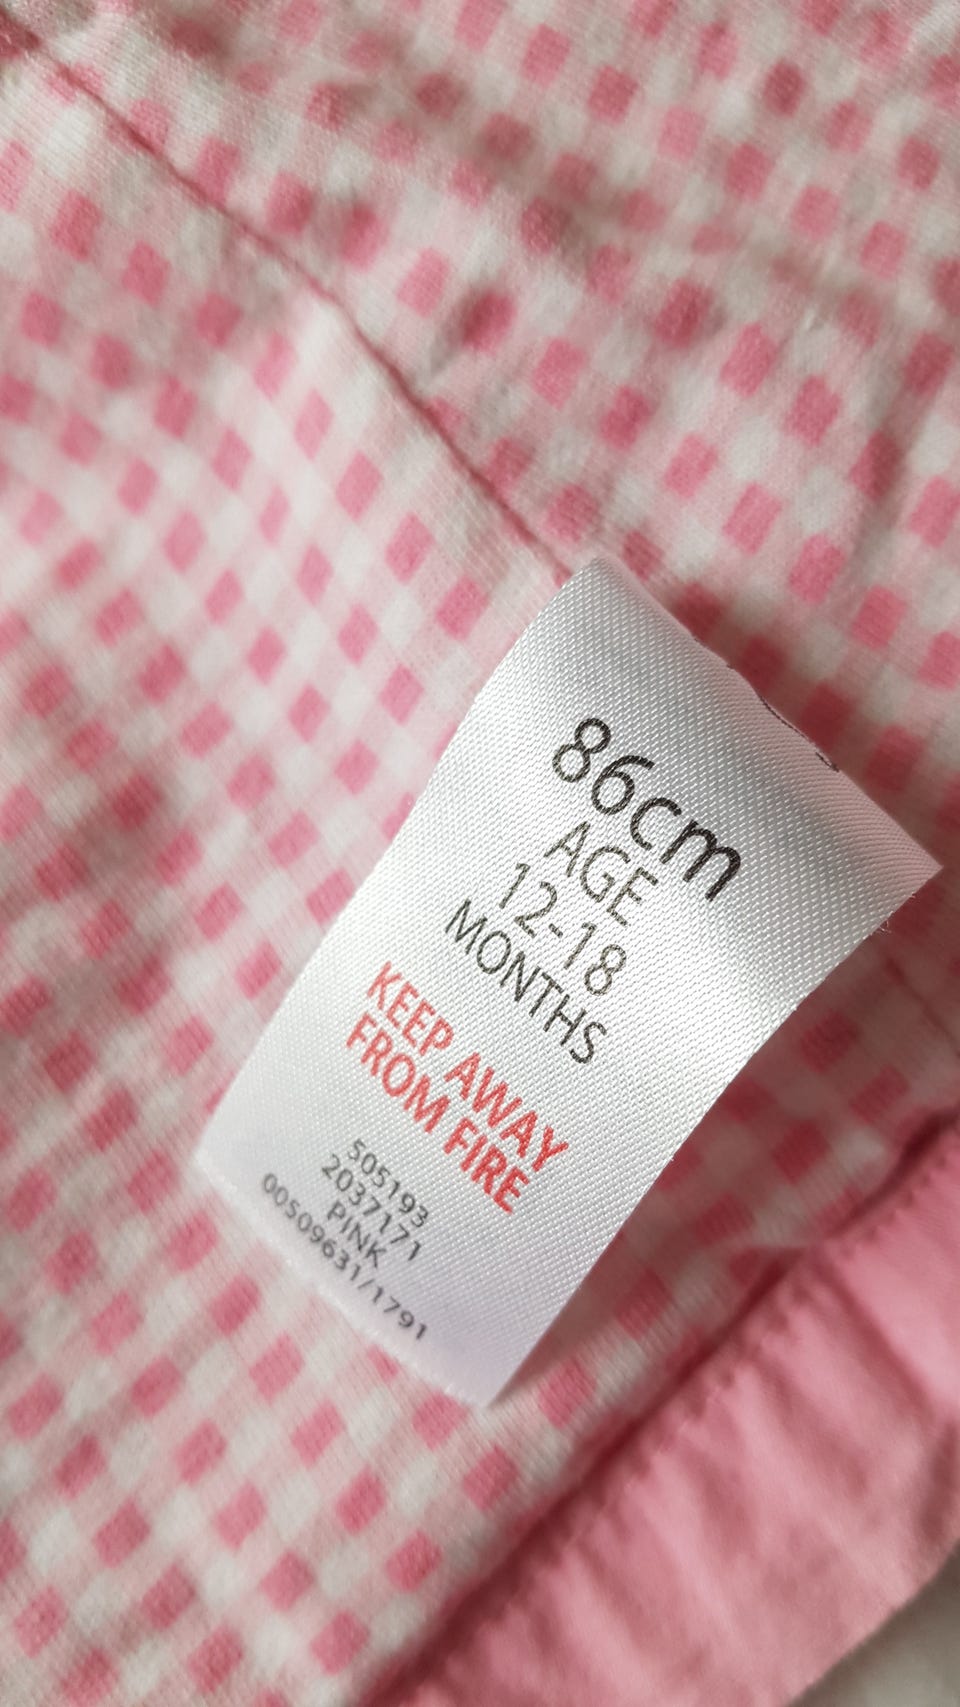 86cm
AGE
12-18
MONTHS
KEEP AWAY
FROM FIRE
505193
2037171
PINK
00509631/1791